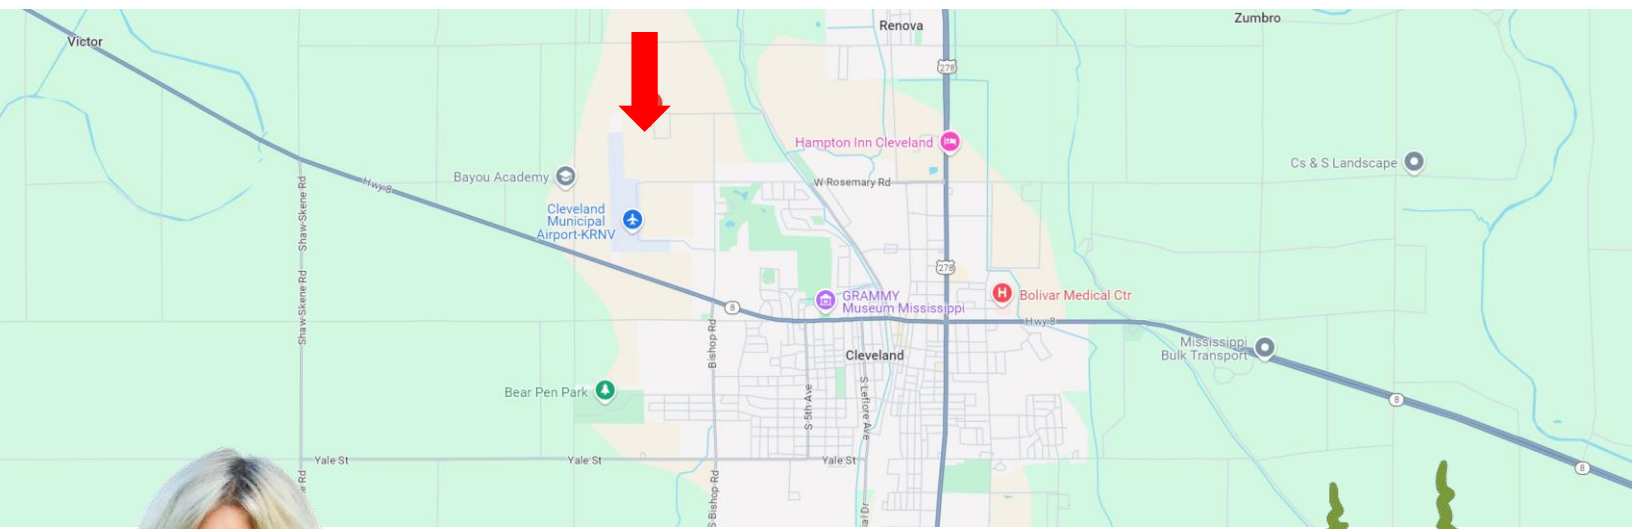 Renova
Zumbro
Victor
278
Hampton Inn Cleveland
Cs & S Landscape
Bayou Academy
Hwy 8
W Rosemary Rd
Shaw-Skene Rd
Cleveland
Municipal
Airport-KRNV
278
Shaw-Skene Rd
8
GRAMMY
Museum Mississippi
H
Bolivar Medical Ctr
Hwy 8
Bishop Rd
Cleveland
Mississippi
Bulk Transport
Bear Pen Park
S 5th Ave
S Leflore Ave
8
Yale St
Yale St
Yale St
8
S Bishop Rd